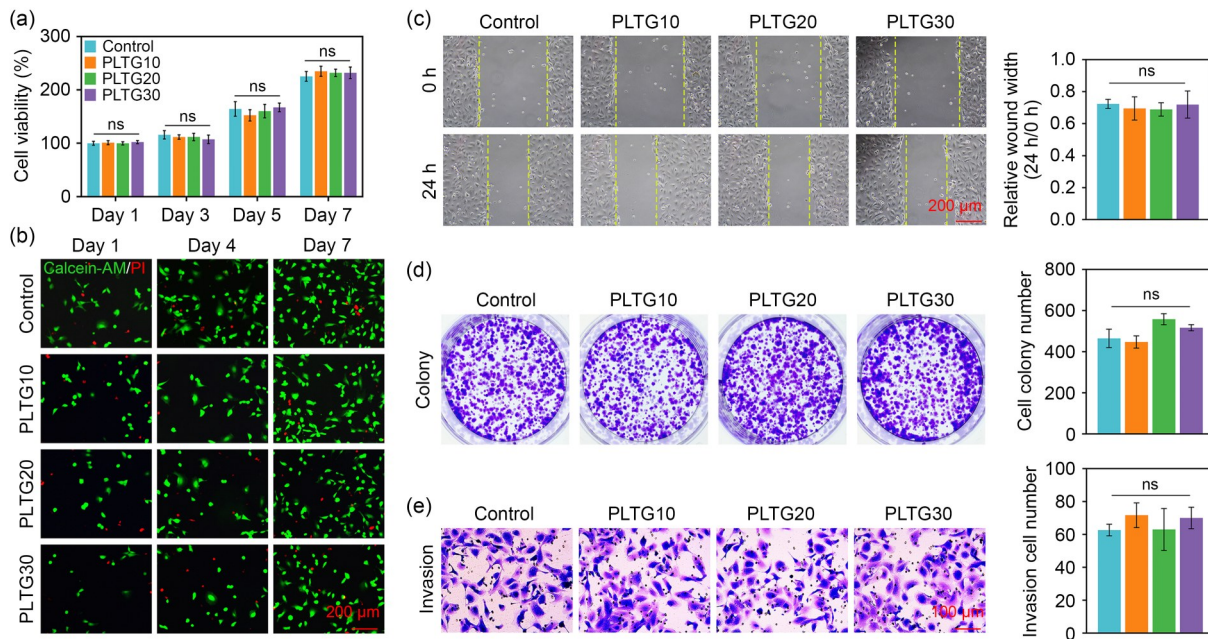 (a)
Cell viability (%)
300
200
100
0
Control
PLTG10
PLTG20
PLTG30
ns
ns
ns
ns
Day 1 Day 3 Day 5 Day 7
(b)
Day 1 Day 4 Day 7
Control
Calcein-AM/PI
PLTG10
PLTG20
PLTG30
200 μm
(c)
Control PLTG10 PLTG20 PLTG30
0 h
24 h
200 μm
Relative wound width
(24 h/0 h)
1.0
0.8
0.6
0.4
0.2
0.0
ns
(d)
Control PLTG10 PLTG20 PLTG30
Colony
Cell colony number
800
600
400
200
0
ns
(e)
Control PLTG10 PLTG20 PLTG30
Invasion
100 μm
Invasion cell number
100
80
60
40
20
0
ns